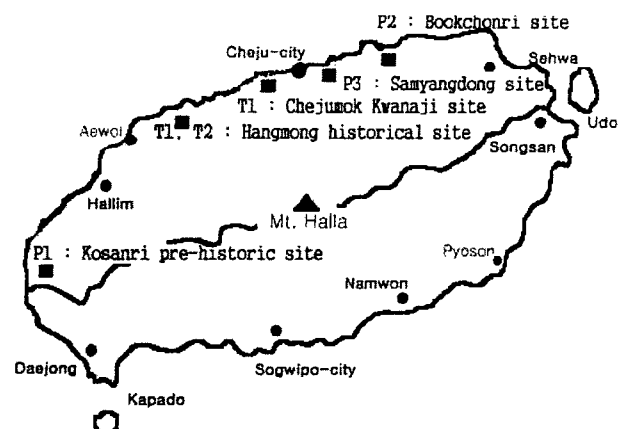 P2 : Bookchonri site
Cheju-city
Sehwa
P3 : Samyangdong site
T1 : Chejumok Kwanaji site
Udo
Aewol
T1, T2 : Hangmong historical site
Songsan
Hallim
Mt. Halla
P1 : Kosanri pre-historic site
Pyoson
Namwon
Daejong
Sogwipo-city
Kapado